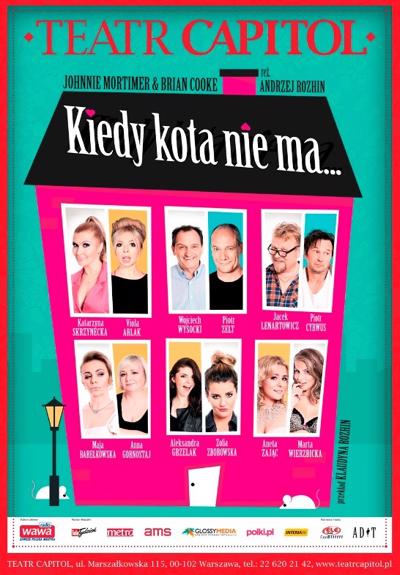 TEATR CAPITOL
JOHNNIE MORTIMER & BRIAN COOKE
reż.
ANDRZEJ ROZHIN
Kiedy kota nie ma...
Katarzyna SKRZYNECKA
Viola ARLAK
Wojciech WYSOCKI
Piotr ZELT
Jacek LENARTOWICZ
Piotr CYRWUS
Maja BAREŁKOWSKA
Anna GORNOSTAJ
Aleksandra GRZELAK
Zofia ZBOROWSKA
Aneta ZAJĄC
Marta WIERZBICKA
przekład KLAUDYNA ROZHIN
wawa
metro
ams
GLOSSYMEDIA
polki.pl
INTERIA
AD T
TEATR CAPITOL, ul. Marszałkowska 115, 00-102 Warszawa, tel.: 22 620 21 42, www.teatrcapitol.pl